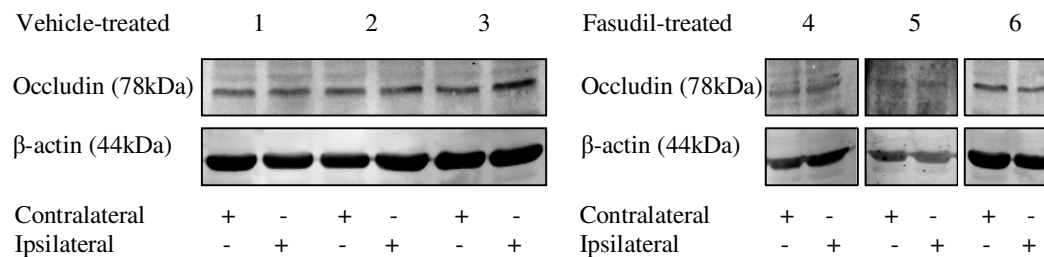 Vehicle-treated 1 2 3 Fasudil-treated 4 5 6
Occludin (78kDa) Occludin (78kDa)
β-actin (44kDa) β-actin (44kDa)
Contralateral + - + - + - Contralateral + - + - + -
Ipsilateral - + - + - + Ipsilateral - + - + - +